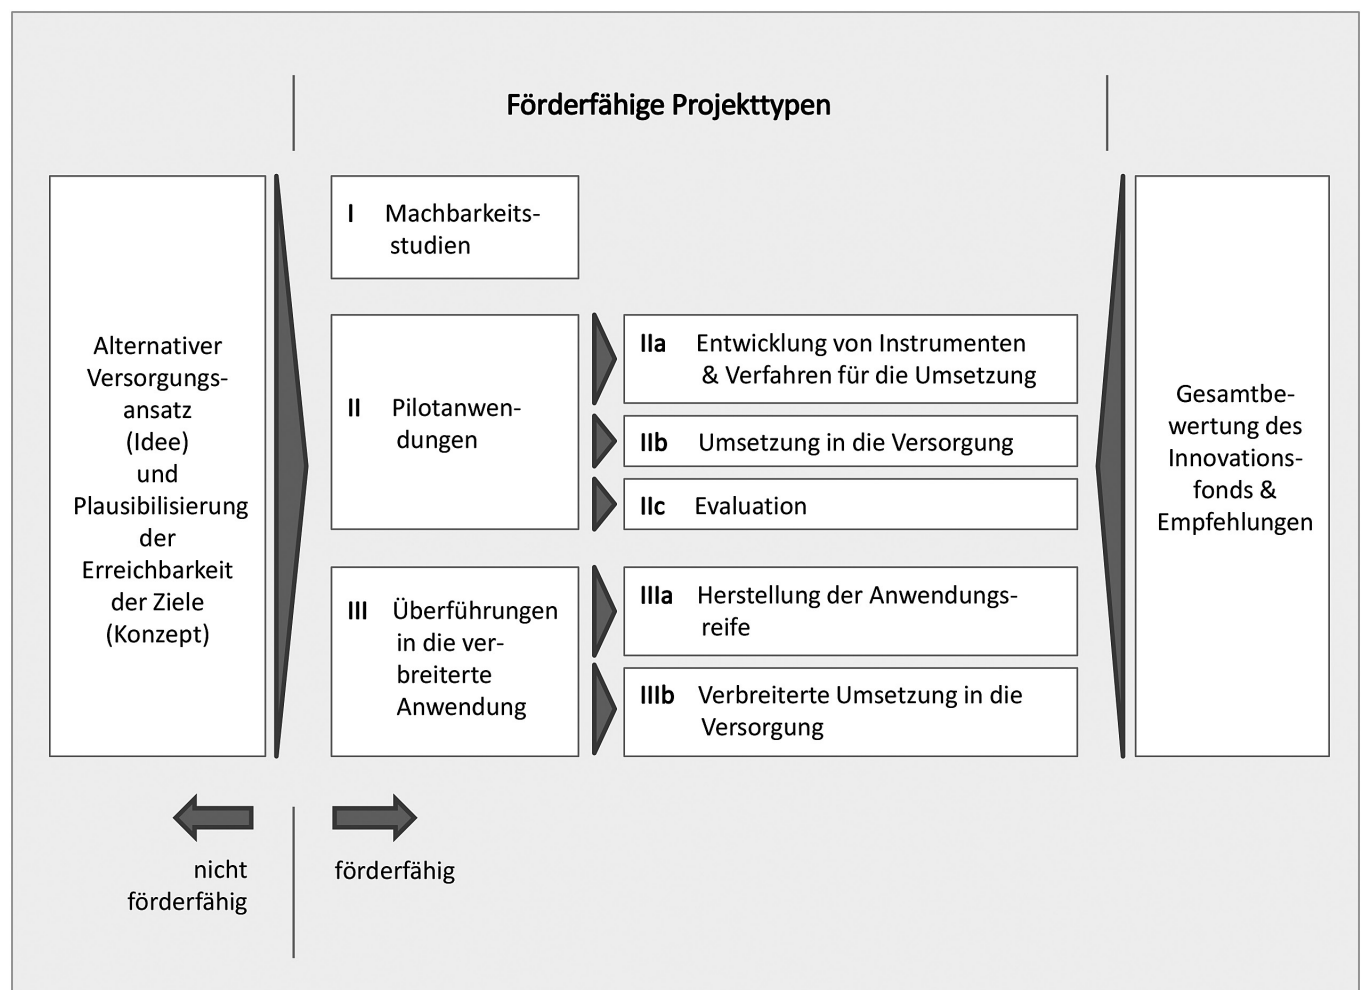 Förderfähige Projekttypen
Alternativer
Versorgungs-
ansatz
(Idee)
und
Plausibilisierung
der
Erreichbarkeit
der Ziele
(Konzept)
I Machbarkeits-
studien
II Pilotanwen-
dungen
IIa Entwicklung von Instrumenten
& Verfahren für die Umsetzung
IIb Umsetzung in die Versorgung
IIc Evaluation
III Überführungen
in die ver-
breiterte
Anwendung
IIIa Herstellung der Anwendungs-
reife
IIIb Verbreiterte Umsetzung in die
Versorgung
Gesamtbe-
wertung des
Innovations-
fonds &
Empfehlungen
nicht
förderfähig
förderfähig